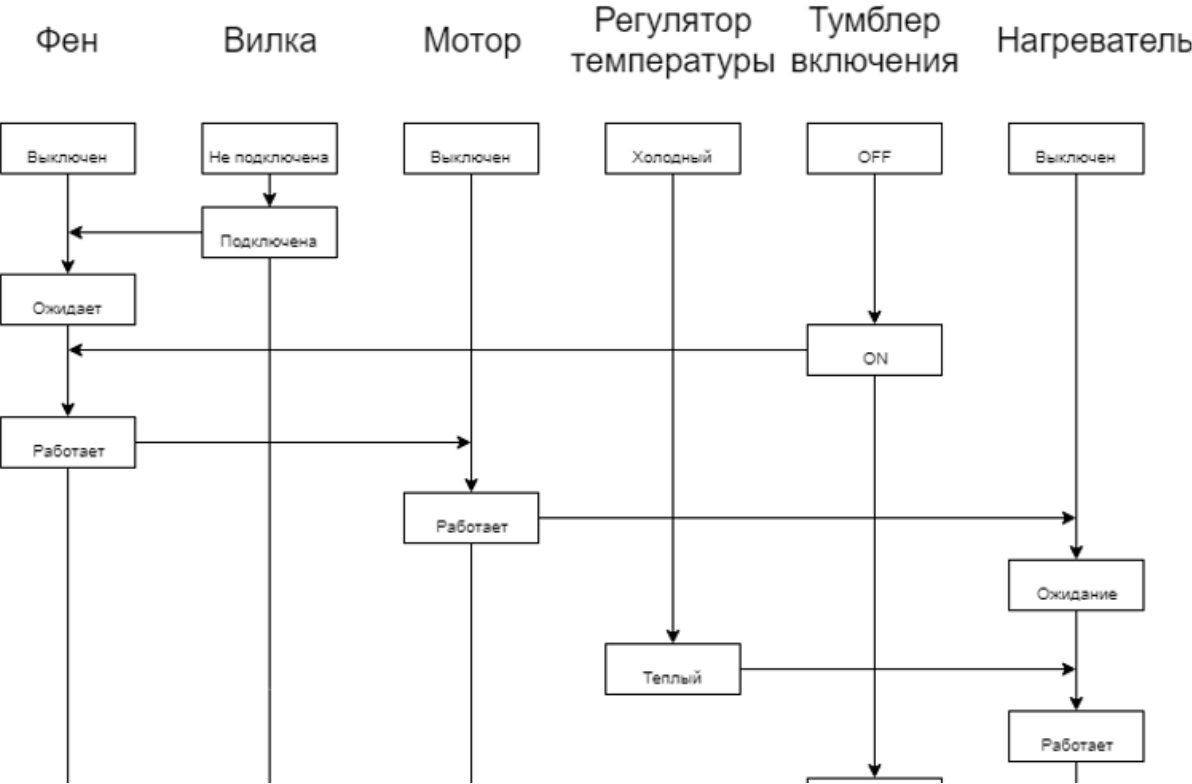 Фен
Вилка
Мотор
Регулятор
температуры
Тумблер
включения
Нагреватель
Выключен
Не подключена
Выключен
Холодный
OFF
Выключен
Подключена
Ожидает
ON
Работает
Работает
Ожидание
Теплый
Работает